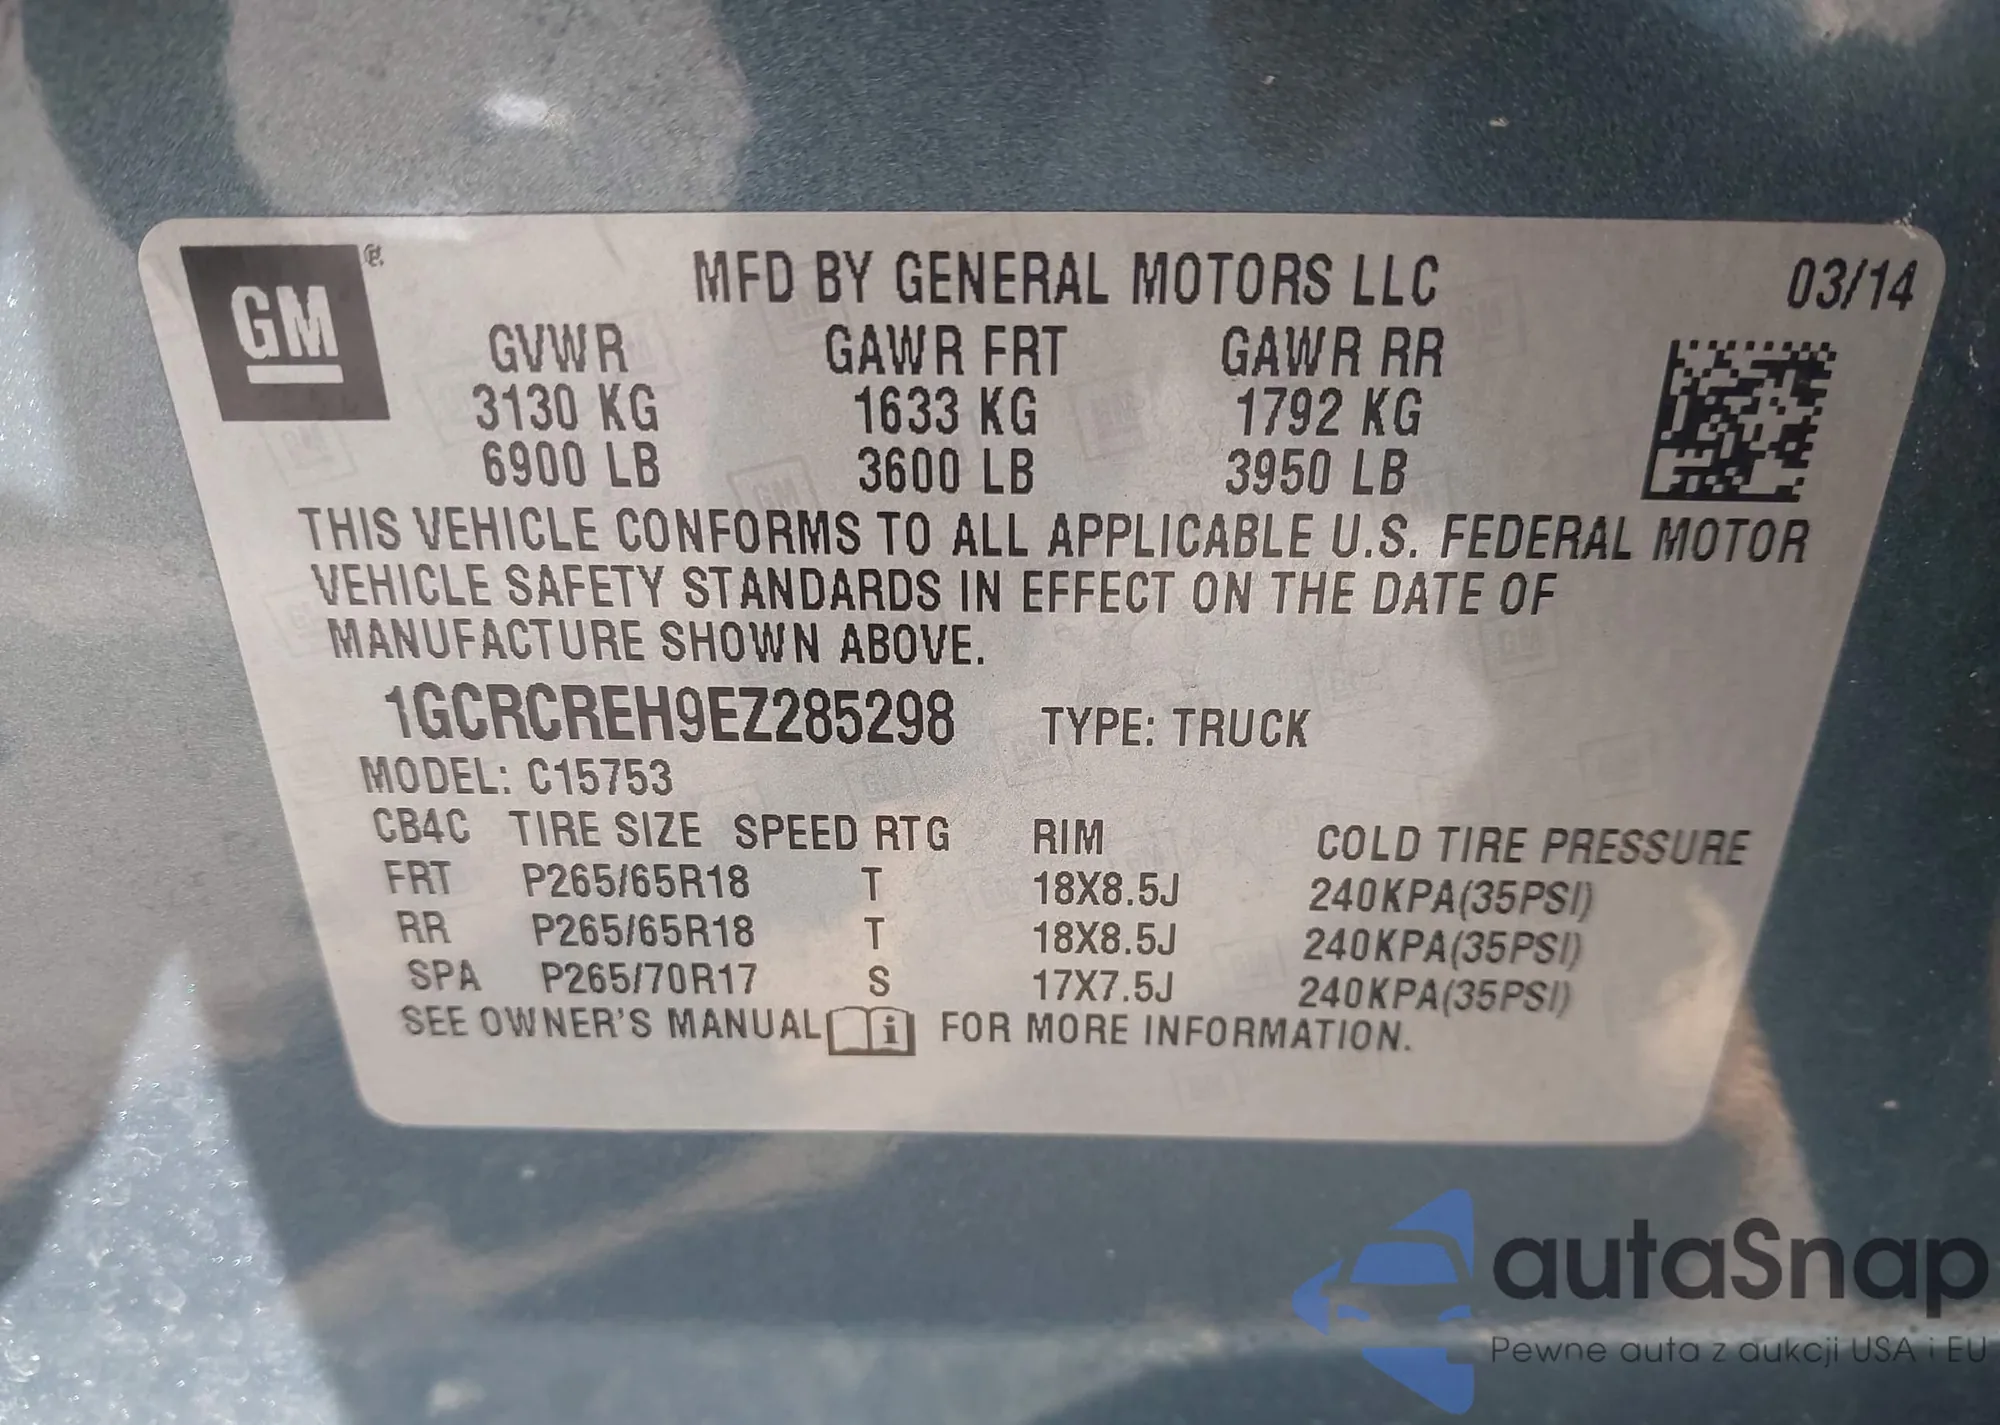 GM
MFD BY GENERAL MOTORS LLC 03/14
GVWR GAWR FRT GAWR RR
3130 KG 1633 KG 1792 KG
6900 LB 3600 LB 3950 LB
THIS VEHICLE CONFORMS TO ALL APPLICABLE U.S. FEDERAL MOTOR
VEHICLE SAFETY STANDARDS IN EFFECT ON THE DATE OF
MANUFACTURE SHOWN ABOVE.
1GCRCREH9EZ285298 TYPE: TRUCK
MODEL: C15753
CB4C TIRE SIZE SPEED RTG RIM COLD TIRE PRESSURE
FRT P265/65R18 T 18X8.5J 240KPA(35PSI)
RR P265/65R18 T 18X8.5J 240KPA(35PSI)
SPA P265/70R17 S 17X7.5J 240KPA(35PSI)
SEE OWNER'S MANUAL FOR MORE INFORMATION.
autaSnap
Pewne auta z aukcji USA i EU